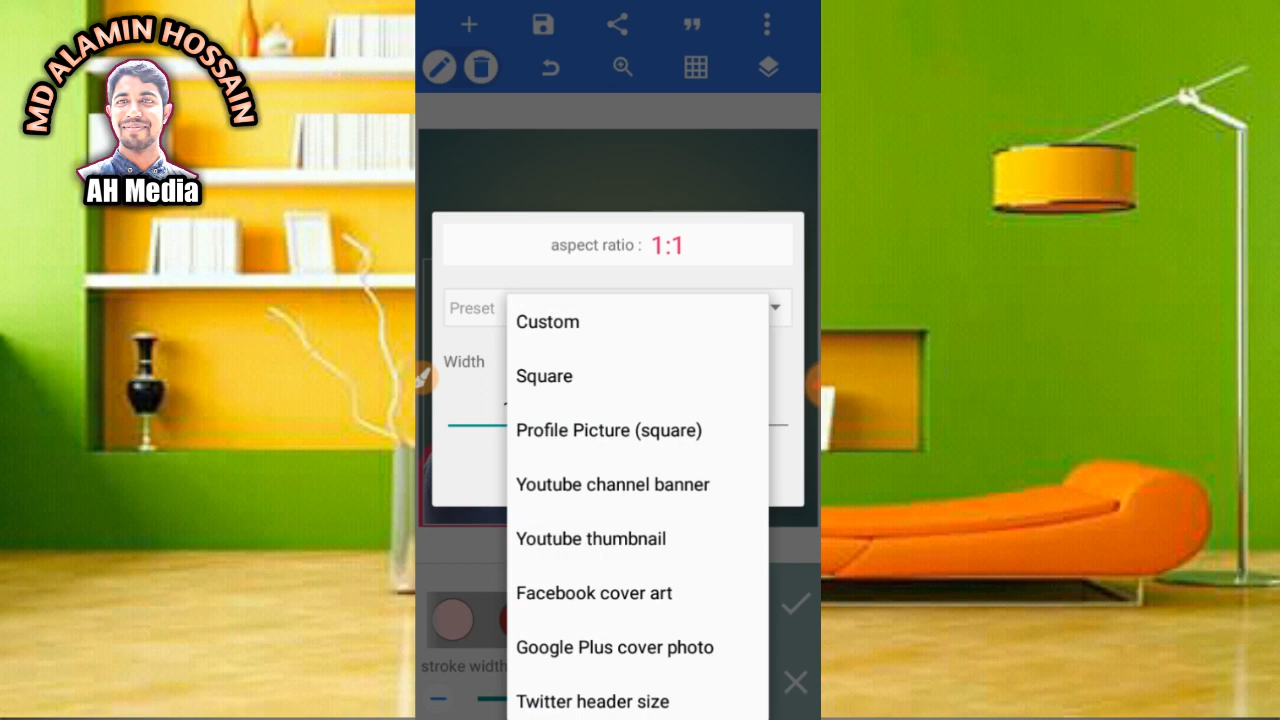 MD ALAMIN HOSSAIN
AH Media
aspect ratio : 1:1
Preset
Width
Custom
Square
Profile Picture (square)
Youtube channel banner
Youtube thumbnail
Facebook cover art
Google Plus cover photo
Twitter header size
stroke width